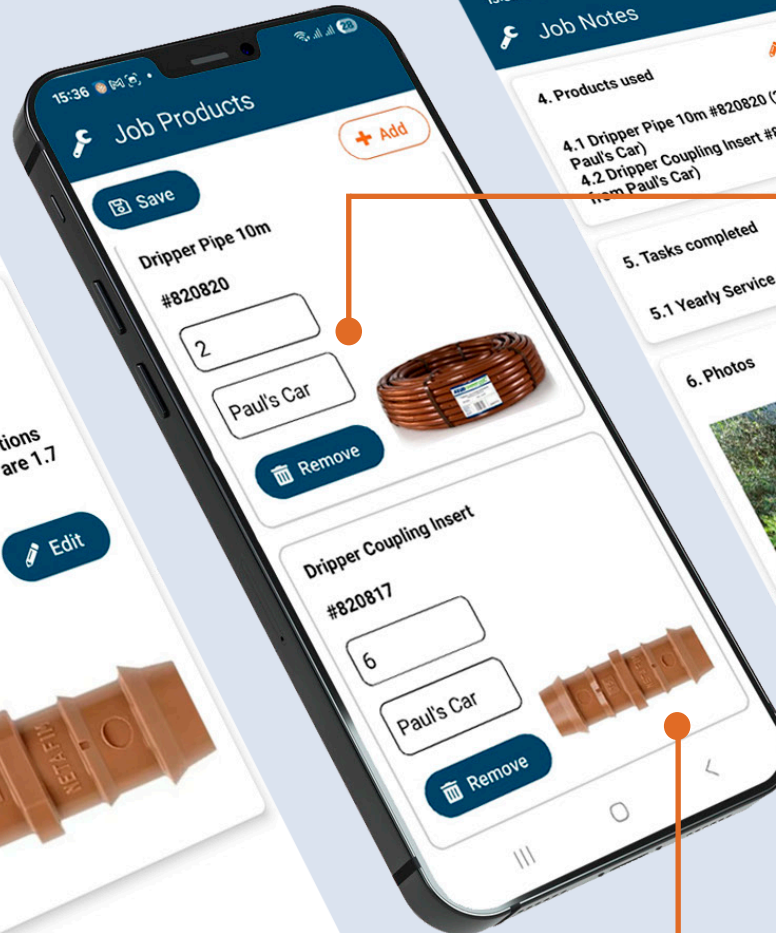 15:36
28
Job Products
Add
Save
Dripper Pipe 10m
#820820
2
Paul's Car
Remove
Dripper Coupling Insert
#820817
6
Paul's Car
Remove
tions
are 1.7
Edit
NETAFIM
Job Notes
4. Products used
4.1 Dripper Pipe 10m #820820 (
Paul's Car)
4.2 Dripper Coupling Insert #8
from Paul's Car)
5. Tasks completed
5.1 Yearly Service
6. Photos